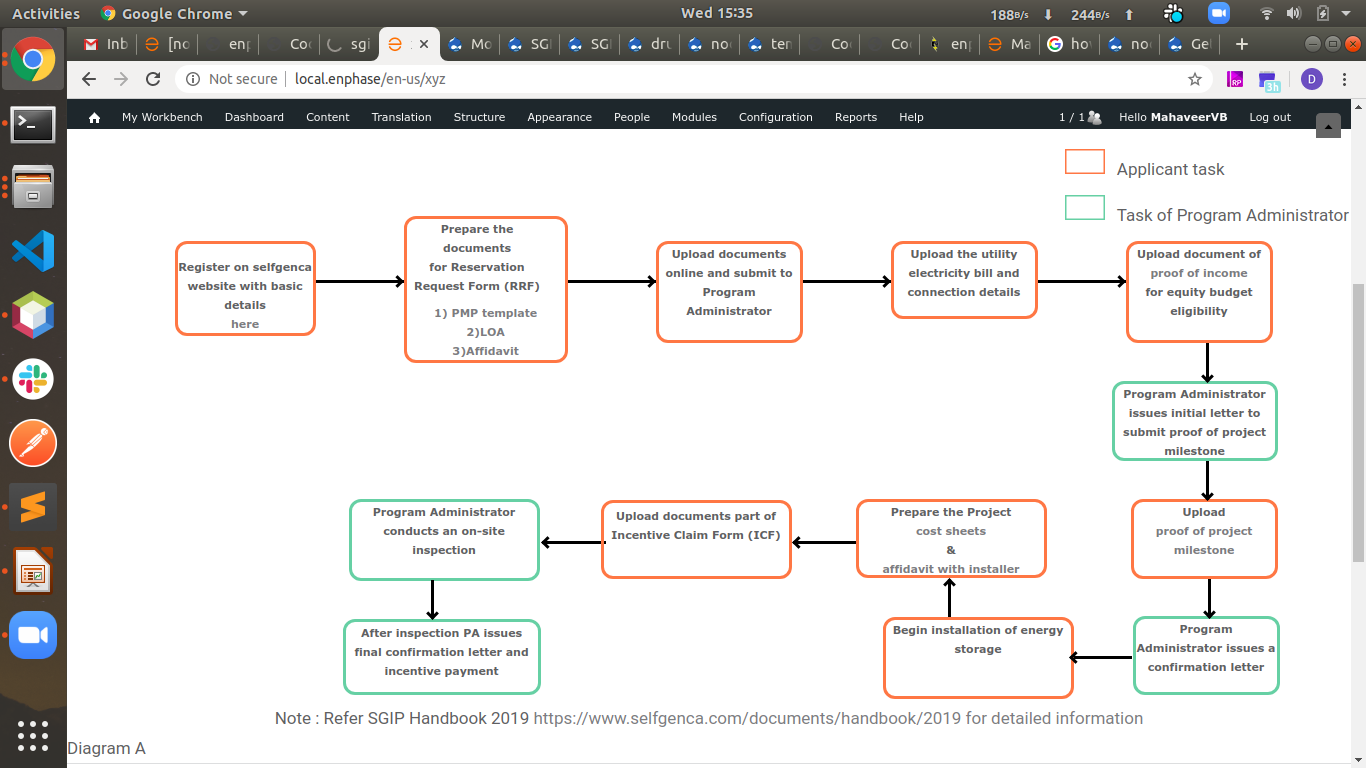 Activities
Google Chrome
Wed 15:35
188B/s
244B/s
Inb
[no
enp
Coo
sgi
Mo
SGI
SGI
dru
noc
ten
Coo
Coo
enp
Ma
hov
noc
Get
Not secure
local.enphase/en-us/xyz
RP
3h
D
My Workbench
Dashboard
Content
Translation
Structure
Appearance
People
Modules
Configuration
Reports
Help
1 / 1
Hello MahaveerVB
Log out
Applicant task
Task of Program Administrator
Register on selfgenca
website with basic
details
here
Prepare the
documents
for Reservation
Request Form (RRF)
1) PMP template
2)LOA
3)Affidavit
Upload documents
online and submit to
Program
Administrator
Upload the utility
electricity bill and
connection details
Upload document of
proof of income
for equity budget
eligibility
Program Administrator
issues initial letter to
submit proof of project
milestone
Upload
proof of project
milestone
Program
Administrator issues a
confirmation letter
Begin installation of energy
storage
Prepare the Project
cost sheets
&
affidavit with installer
Upload documents part of
Incentive Claim Form (ICF)
Program Administrator
conducts an on-site
inspection
After inspection PA issues
final confirmation letter and
incentive payment
Note : Refer SGIP Handbook 2019 https://www.selfgenca.com/documents/handbook/2019 for detailed information
Diagram A